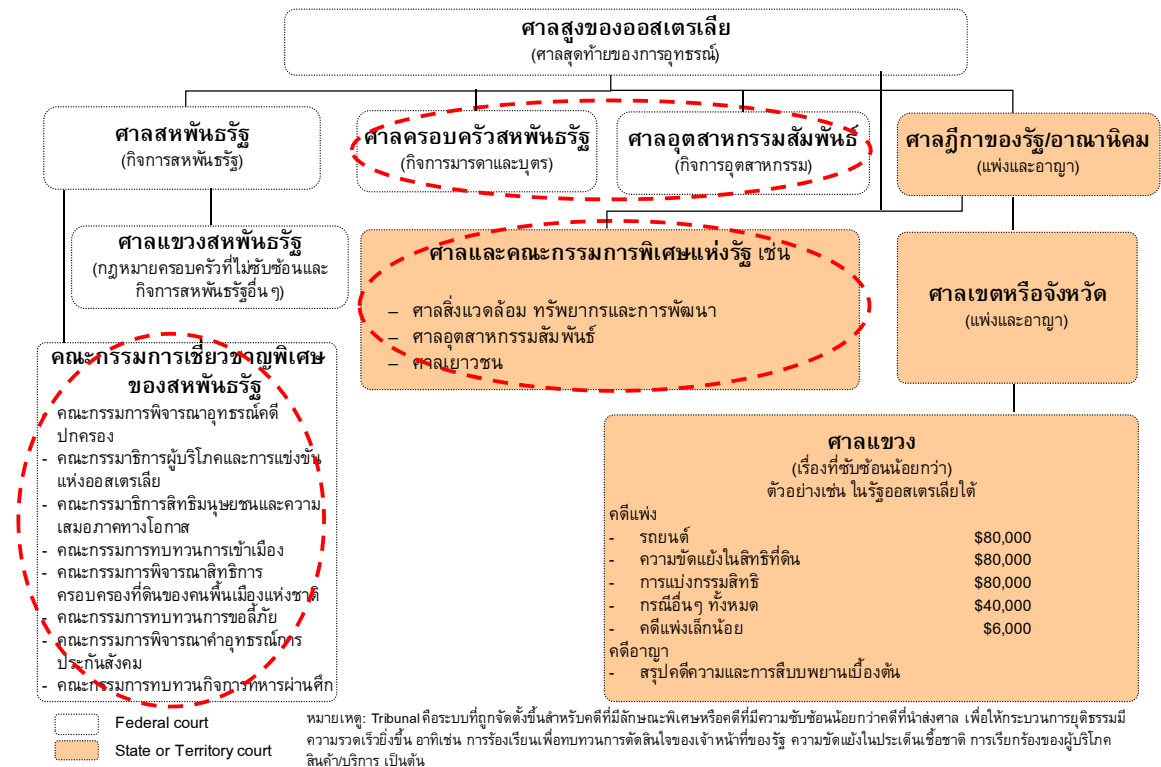 ศาลสูงของออสเตรเลีย
(ศาลสุดท้ายของการอุทธรณ์)
ศาลสหพันธรัฐ
(กิจการสหพันธรัฐ)
ศาลครอบครัวสหพันธรัฐ
(กิจการมารดาและบุตร)
ศาลอุตสาหกรรมสัมพันธ์
(กิจการอุตสาหกรรม)
ศาลฎีกาของรัฐ/อาณานิคม
(แพ่งและอาญา)
ศาลแขวงสหพันธรัฐ
(กฎหมายครอบครัวที่ไม่ซับซ้อนและ
กิจการสหพันธรัฐอื่นๆ)
ศาลและคณะกรรมการพิเศษแห่งรัฐ เช่น
– ศาลสิ่งแวดล้อม ทรัพยากรและการพัฒนา
– ศาลอุตสาหกรรมสัมพันธ์
– ศาลเยาวชน
ศาลเขตหรือจังหวัด
(แพ่งและอาญา)
คณะกรรมการเชี่ยวชาญพิเศษ
ของสหพันธรัฐ
- คณะกรรมการพิจารณาอุทธรณ์คดี
ปกครอง
- คณะกรรมาธิการผู้บริโภคและการแข่งขัน
แห่งออสเตรเลีย
- คณะกรรมาธิการสิทธิมนุษยชนและความ
เสมอภาคทางโอกาส
- คณะกรรมการทบทวนการเข้าเมือง
- คณะกรรมการพิจารณาสิทธิการ
ครอบครองที่ดินของคนพื้นเมืองแห่งชาติ
- คณะกรรมการทบทวนการขอลี้ภัย
- คณะกรรมการพิจารณาคำอุทธรณ์การ
ประกันสังคม
- คณะกรรมการทบทวนกิจการทหารผ่านศึก
ศาลแขวง
(เรื่องที่ซับซ้อนน้อยกว่า)
ตัวอย่างเช่น ในรัฐออสเตรเลียใต้
คดีแพ่ง
- รถยนต์ $80,000
- ความขัดแย้งในสิทธิที่ดิน $80,000
- การแบ่งกรรมสิทธิ $80,000
- กรณีอื่นๆ ทั้งหมด $40,000
- คดีแพ่งเล็กน้อย $6,000
คดีอาญา
- สรุปคดีความและการสืบพยานเบื้องต้น
Federal court
State or Territory court
หมายเหตุ: Tribunal คือระบบที่ถูกจัดตั้งขึ้นสำหรับคดีที่มีลักษณะพิเศษหรือคดีที่มีความซับซ้อนน้อยกว่าคดีที่นำส่งศาล เพื่อให้กระบวนการยุติธรรมมี
ความรวดเร็วยิ่งขึ้น อาทิเช่น การร้องเรียนเพื่อทบทวนการตัดสินใจของเจ้าหน้าที่ของรัฐ ความขัดแย้งในประเด็นเชื้อชาติ การเรียกร้องของผู้บริโภค
สินค้า/บริการ เป็นต้น